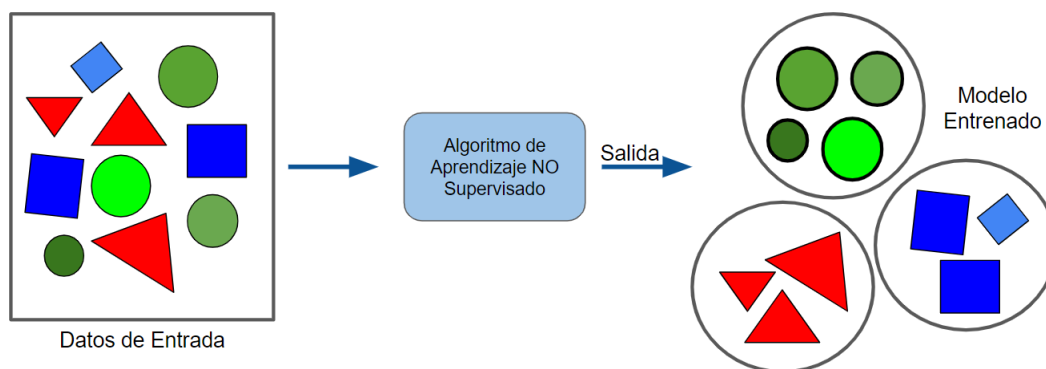 Datos de Entrada
Algoritmo de
Aprendizaje NO
Supervisado
Salida
Modelo
Entrenado